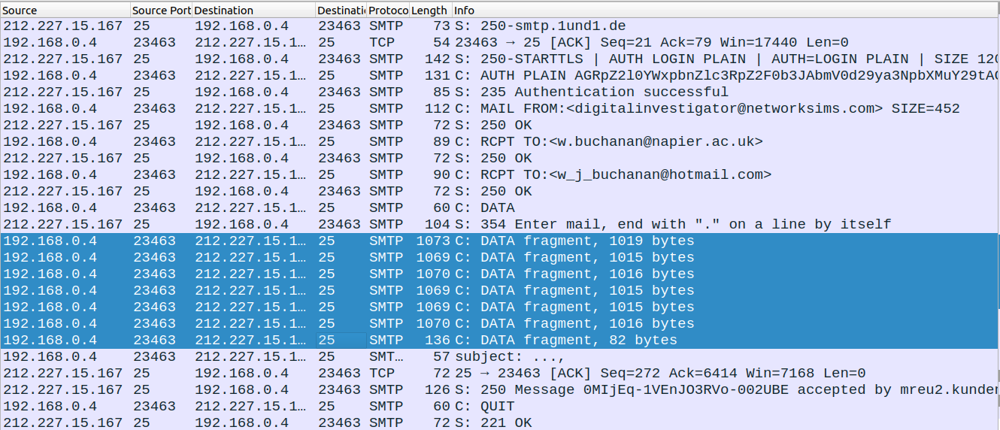 Source Source Port Destination Destinatio Protoco Length Info
212.227.15.167 25 192.168.0.4 23463 SMTP 73 S: 250-smtp.1und1.de
192.168.0.4 23463 212.227.15.1… 25 TCP 54 23463 → 25 [ACK] Seq=21 Ack=79 Win=17440 Len=0
212.227.15.167 25 192.168.0.4 23463 SMTP 142 S: 250-STARTTLS | AUTH LOGIN PLAIN | AUTH=LOGIN PLAIN | SIZE 120
192.168.0.4 23463 212.227.15.1… 25 SMTP 131 C: AUTH PLAIN AGRpZ2l0YWxpbnZlc3RpZ2F0b3JAbmV0d29ya3NpbXMuY29tAG
212.227.15.167 25 192.168.0.4 23463 SMTP 85 S: 235 Authentication successful
192.168.0.4 23463 212.227.15.1… 25 SMTP 112 C: MAIL FROM:<digitalinvestigator@networksims.com> SIZE=452
212.227.15.167 25 192.168.0.4 23463 SMTP 72 S: 250 OK
192.168.0.4 23463 212.227.15.1… 25 SMTP 89 C: RCPT TO:<w.buchanan@napier.ac.uk>
212.227.15.167 25 192.168.0.4 23463 SMTP 72 S: 250 OK
192.168.0.4 23463 212.227.15.1… 25 SMTP 90 C: RCPT TO:<w_j_buchanan@hotmail.com>
212.227.15.167 25 192.168.0.4 23463 SMTP 72 S: 250 OK
192.168.0.4 23463 212.227.15.1… 25 SMTP 60 C: DATA
212.227.15.167 25 192.168.0.4 23463 SMTP 104 S: 354 Enter mail, end with "." on a line by itself
192.168.0.4 23463 212.227.15.1… 25 SMTP 1073 C: DATA fragment, 1019 bytes
192.168.0.4 23463 212.227.15.1… 25 SMTP 1069 C: DATA fragment, 1015 bytes
192.168.0.4 23463 212.227.15.1… 25 SMTP 1070 C: DATA fragment, 1016 bytes
192.168.0.4 23463 212.227.15.1… 25 SMTP 1069 C: DATA fragment, 1015 bytes
192.168.0.4 23463 212.227.15.1… 25 SMTP 1069 C: DATA fragment, 1015 bytes
192.168.0.4 23463 212.227.15.1… 25 SMTP 1070 C: DATA fragment, 1016 bytes
192.168.0.4 23463 212.227.15.1… 25 SMTP 136 C: DATA fragment, 82 bytes
192.168.0.4 23463 212.227.15.1… 25 SMT… 57 subject: ...,
212.227.15.167 25 192.168.0.4 23463 TCP 72 25 → 23463 [ACK] Seq=272 Ack=6414 Win=7168 Len=0
212.227.15.167 25 192.168.0.4 23463 SMTP 126 S: 250 Message 0MIjEq-1VEnJO3RVo-002UBE accepted by mreu2.kunden
192.168.0.4 23463 212.227.15.1… 25 SMTP 60 C: QUIT
212.227.15.167 25 192.168.0.4 23463 SMTP 72 S: 221 OK